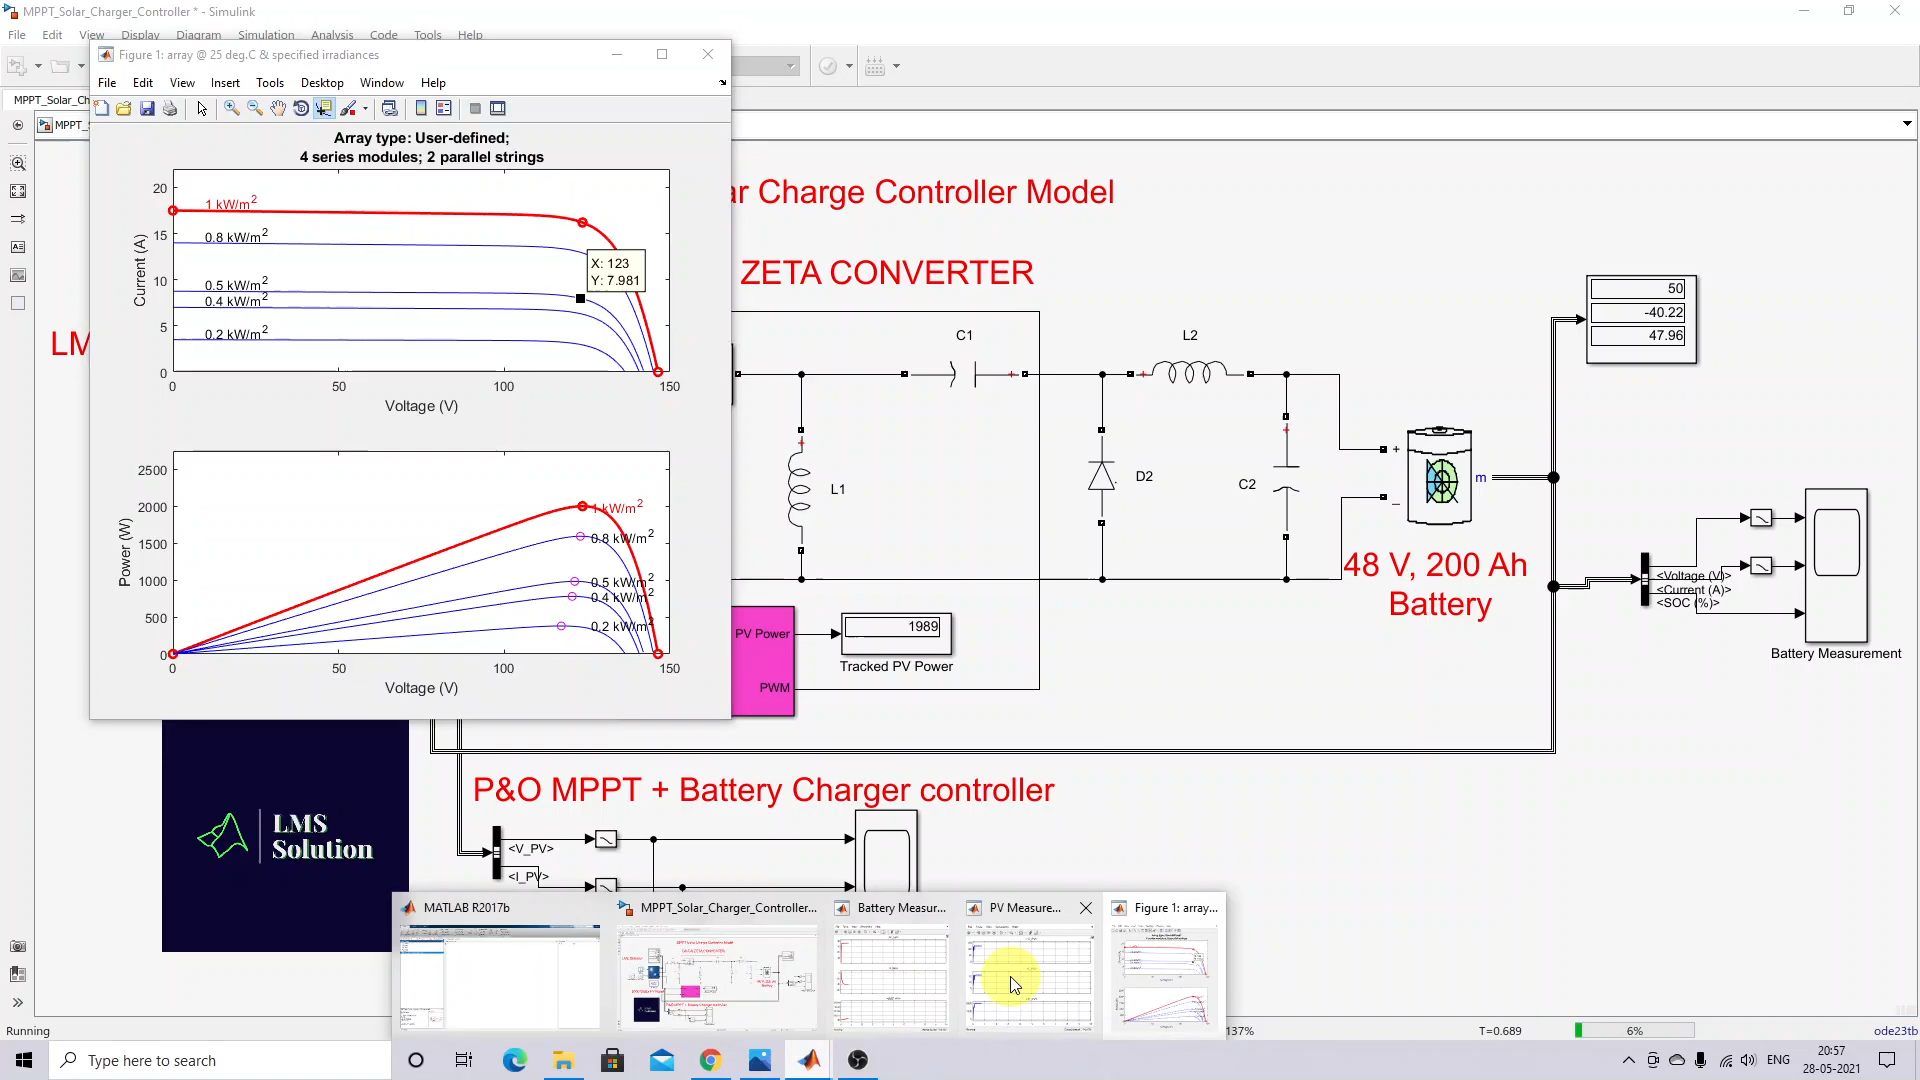 MPPT_Solar_Charger_Controller * - Simulink
File Edit View Display Diagram Simulation Analysis Code Tools Help
Figure 1: array @ 25 deg.C & specified irradiances
File Edit View Insert Tools Desktop Window Help
MPPT_Solar_Ch
MPPT_S
Array type: User-defined;
4 series modules; 2 parallel strings
20
15
10
5
0
Current (A)
1 kW/m2
0.8 kW/m2
0.5 kW/m2
0.4 kW/m2
0.2 kW/m2
X: 123
Y: 7.981
0 50 100 150
Voltage (V)
2500
2000
1500
1000
500
0
Power (W)
1 kW/m2
0.8 kW/m2
0.5 kW/m2
0.4 kW/m2
0.2 kW/m2
0 50 100 150
Voltage (V)
ar Charge Controller Model
ZETA CONVERTER
LM
C1
L2
L1
D2
C2
+
m
50
-40.22
47.96
48 V, 200 Ah
Battery
<Voltage (V)>
<Current (A)>
<SOC (%)>
Battery Measurement
PV Power
1989
Tracked PV Power
PWM
P&O MPPT + Battery Charger controller
<V_PV>
<I_PV>
LMS
Solution
MATLAB R2017b
MPPT_Solar_Charger_Controller...
Battery Measur...
PV Measure...
Figure 1: array...
Running
137%
T=0.689
6%
ode23tb
Type here to search
ENG
20:57
28-05-2021